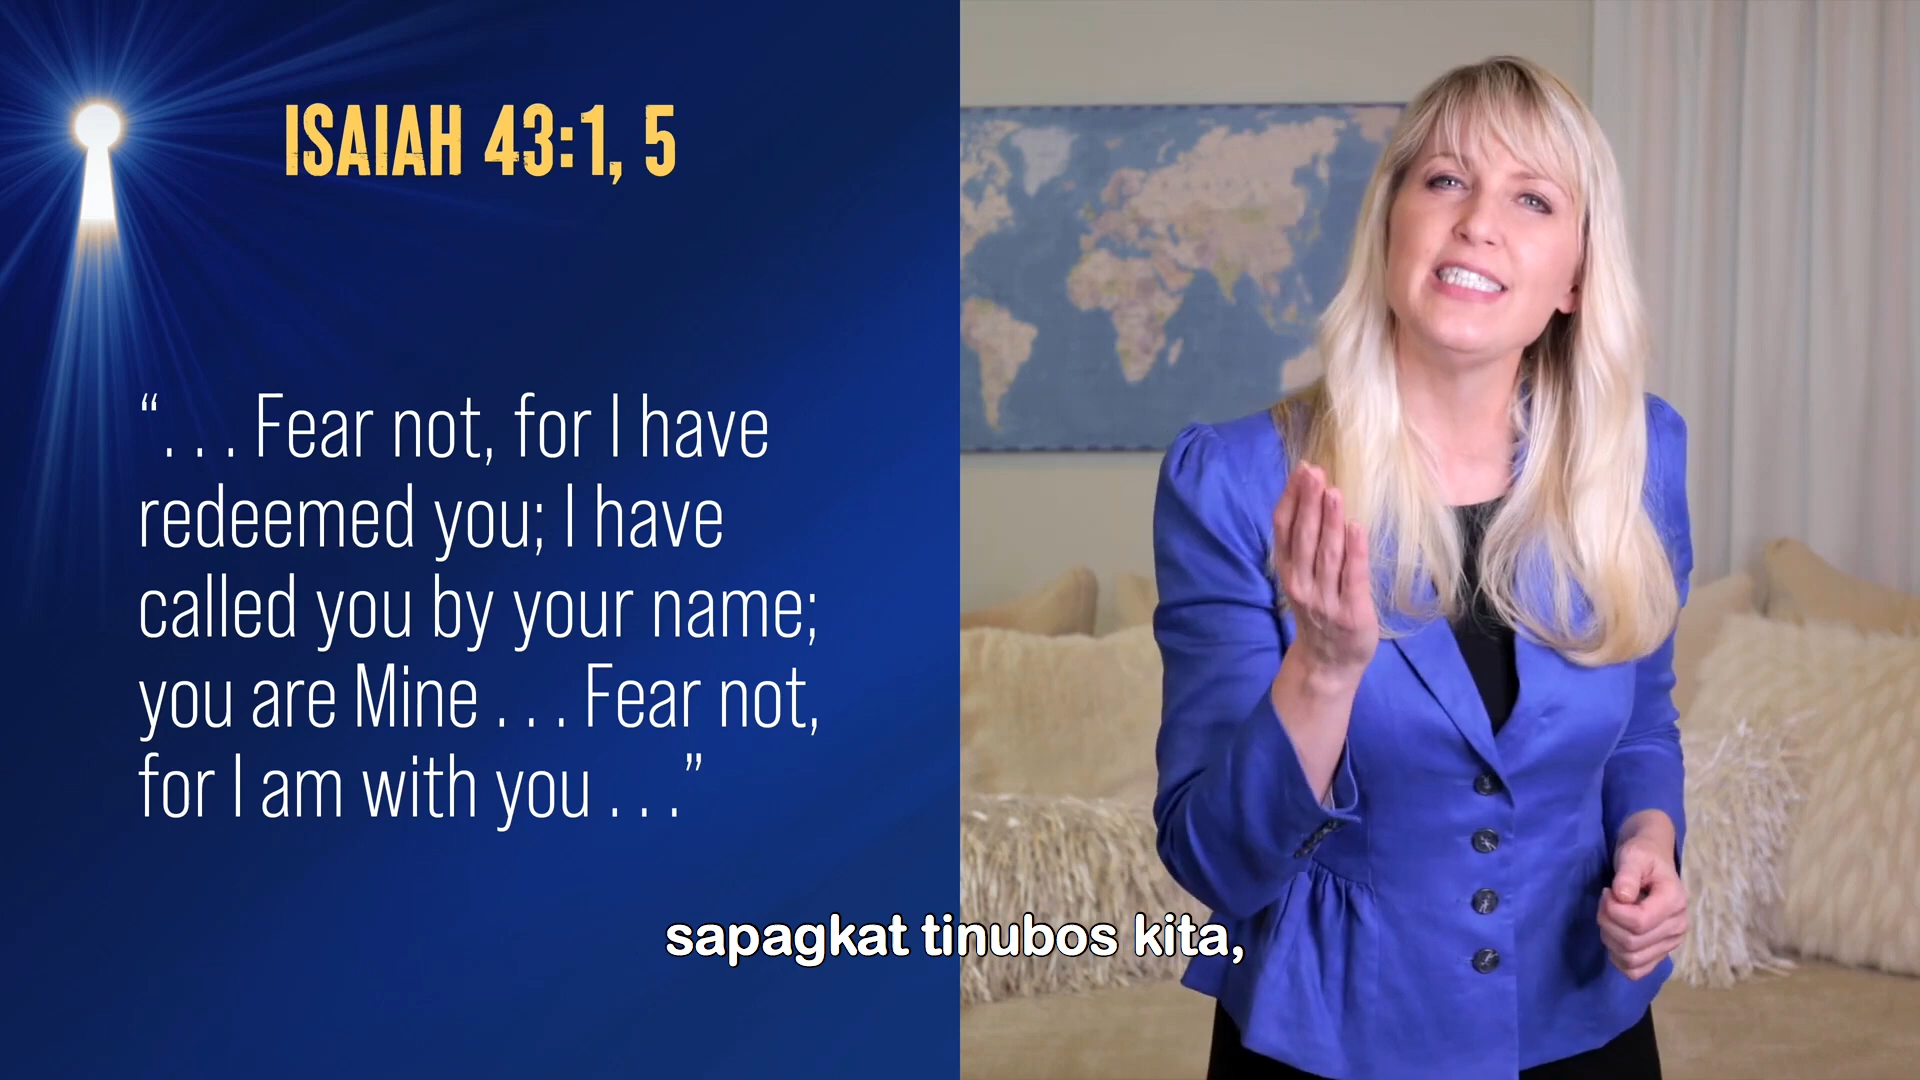 ISAIAH 43:1, 5
“. . . Fear not, for I have
redeemed you; I have
called you by your name;
you are Mine . . . Fear not,
for I am with you . . .”
sapagkat tinubos kita,